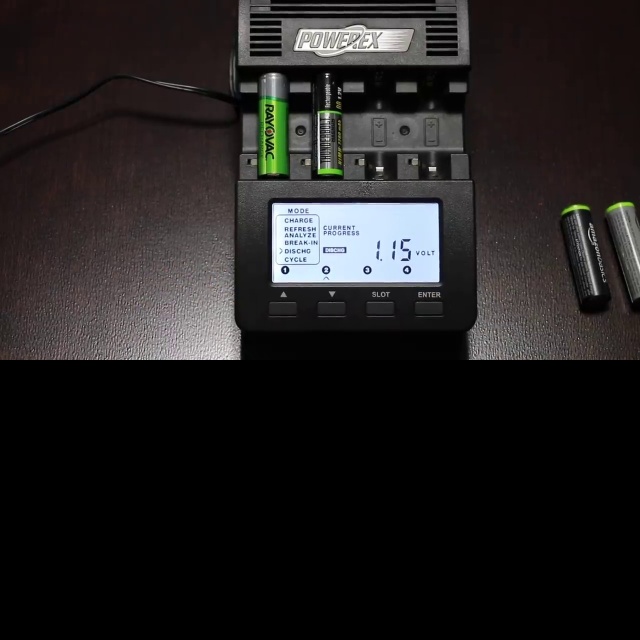 POWEREX
RAYOVAC
MODE
CHARGE
REFRESH
ANALYZE
BREAK-IN
DISCHG
CYCLE
CURRENT
PROGRESS
DISCHG
1.15 VOLT
1 2 3 4
▲ ▼ SLOT ENTER